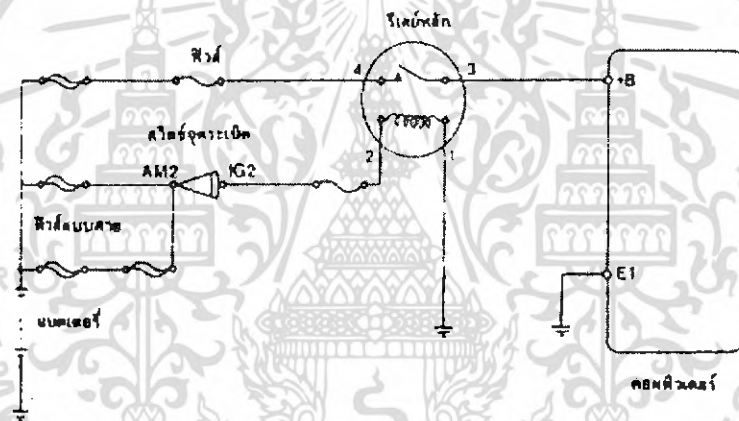 รีเลย์หลัก
ฟิวส์
4
3
+B
สวิตช์จุดระเบิด
2
1
AM2
IG2
ฟิวส์แบบสาย
E1
แบตเตอรี่
คอมพิวเตอร์